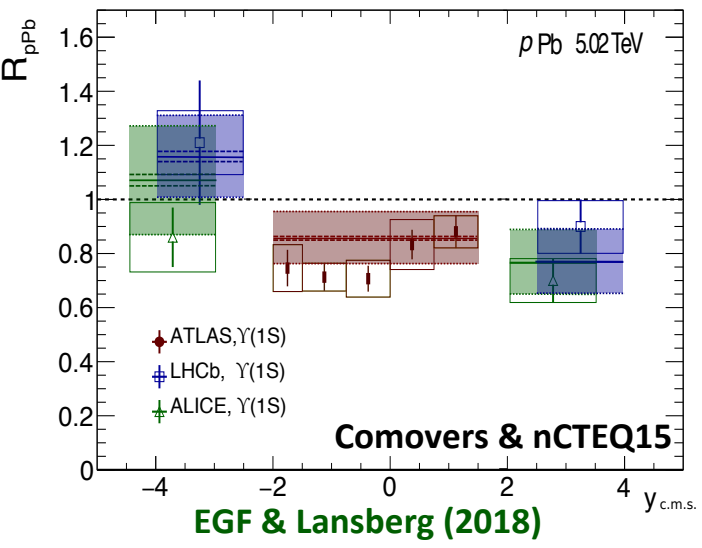 R_pPb
1.6
1.4
1.2
1
0.8
0.6
0.4
0.2
0
p Pb 5.02 TeV
ATLAS, ϒ(1S)
LHCb, ϒ(1S)
ALICE, ϒ(1S)
Comovers & nCTEQ15
−4 −2 0 2 4
y c.m.s.
EGF & Lansberg (2018)